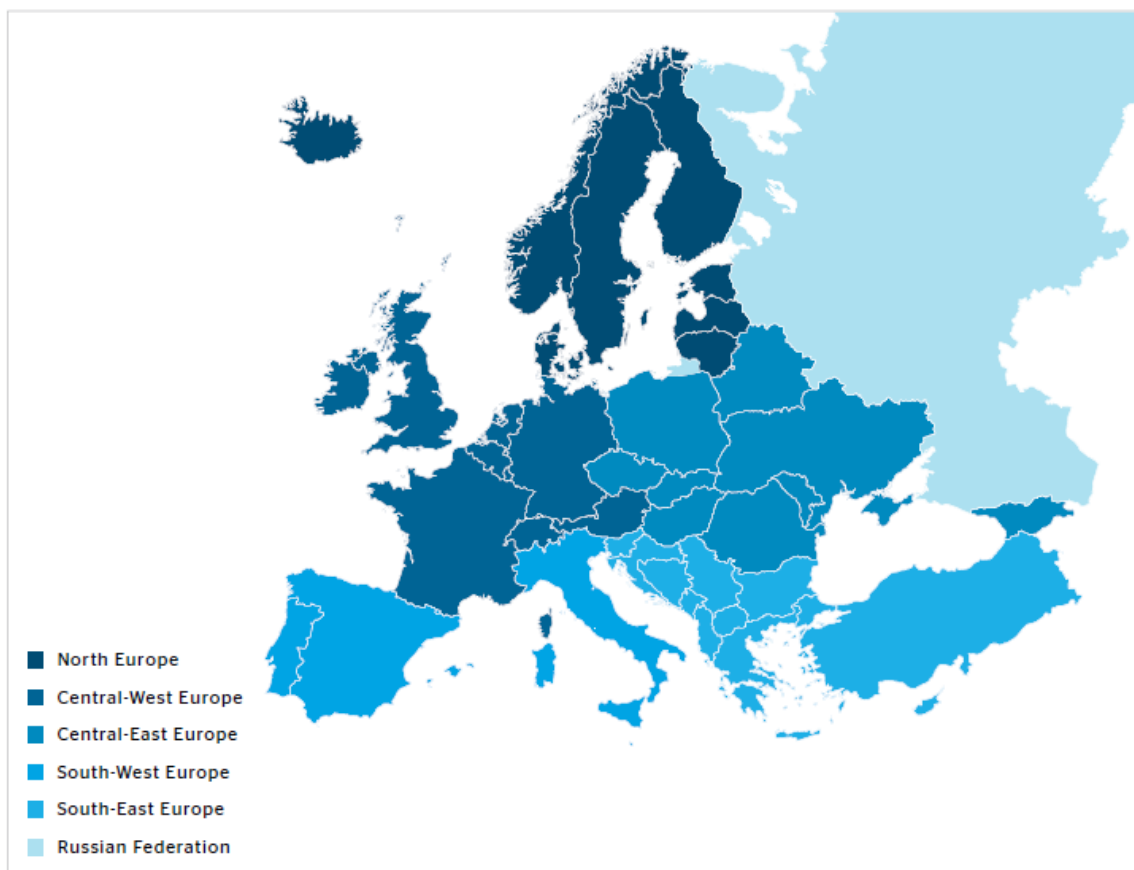 North Europe
Central-West Europe
Central-East Europe
South-West Europe
South-East Europe
Russian Federation